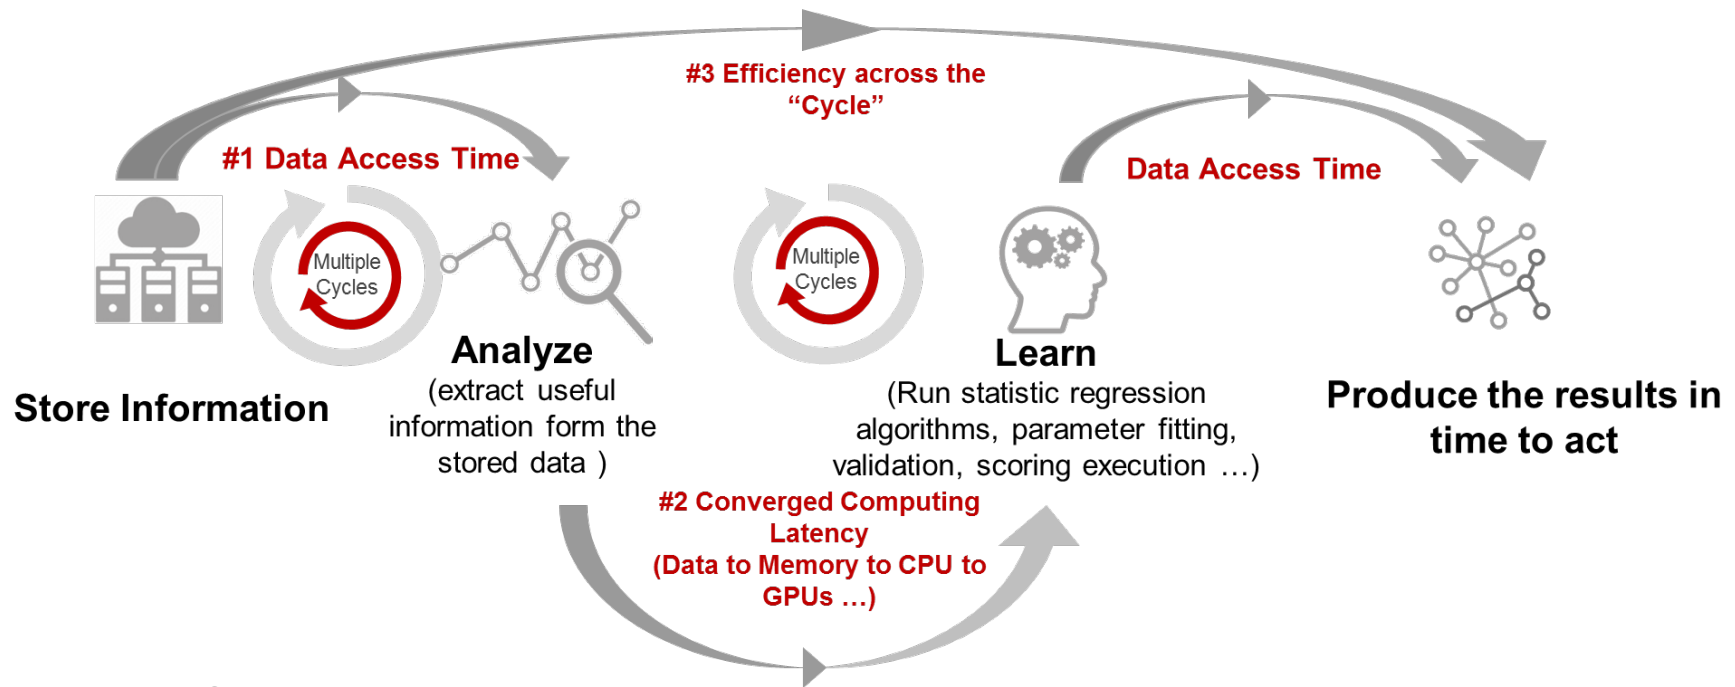 #3 Efficiency across the
“Cycle”
#1 Data Access Time
Data Access Time
Multiple
Cycles
Multiple
Cycles
Store Information
Analyze
(extract useful
information form the
stored data )
Learn
(Run statistic regression
algorithms, parameter fitting,
validation, scoring execution …)
Produce the results in
time to act
#2 Converged Computing
Latency
(Data to Memory to CPU to
GPUs …)